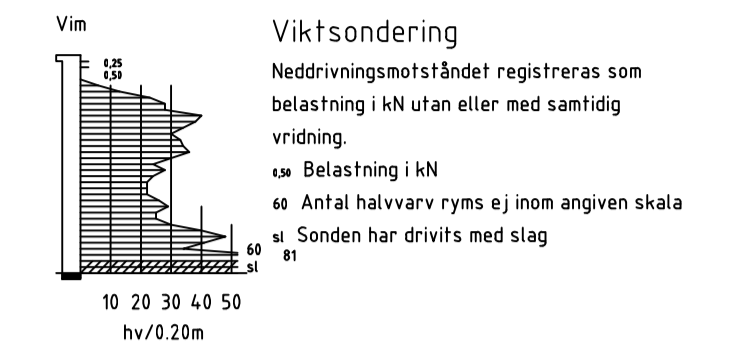 Vim
0,25
0,50
60
sl
10 20 30 40 50
hv/0.20m
Viktsondering
Neddrivningsmotståndet registreras som
belastning i kN utan eller med samtidig
vridning.
0,50 Belastning i kN
60 Antal halvvarv ryms ej inom angiven skala
sl Sonden har drivits med slag
81